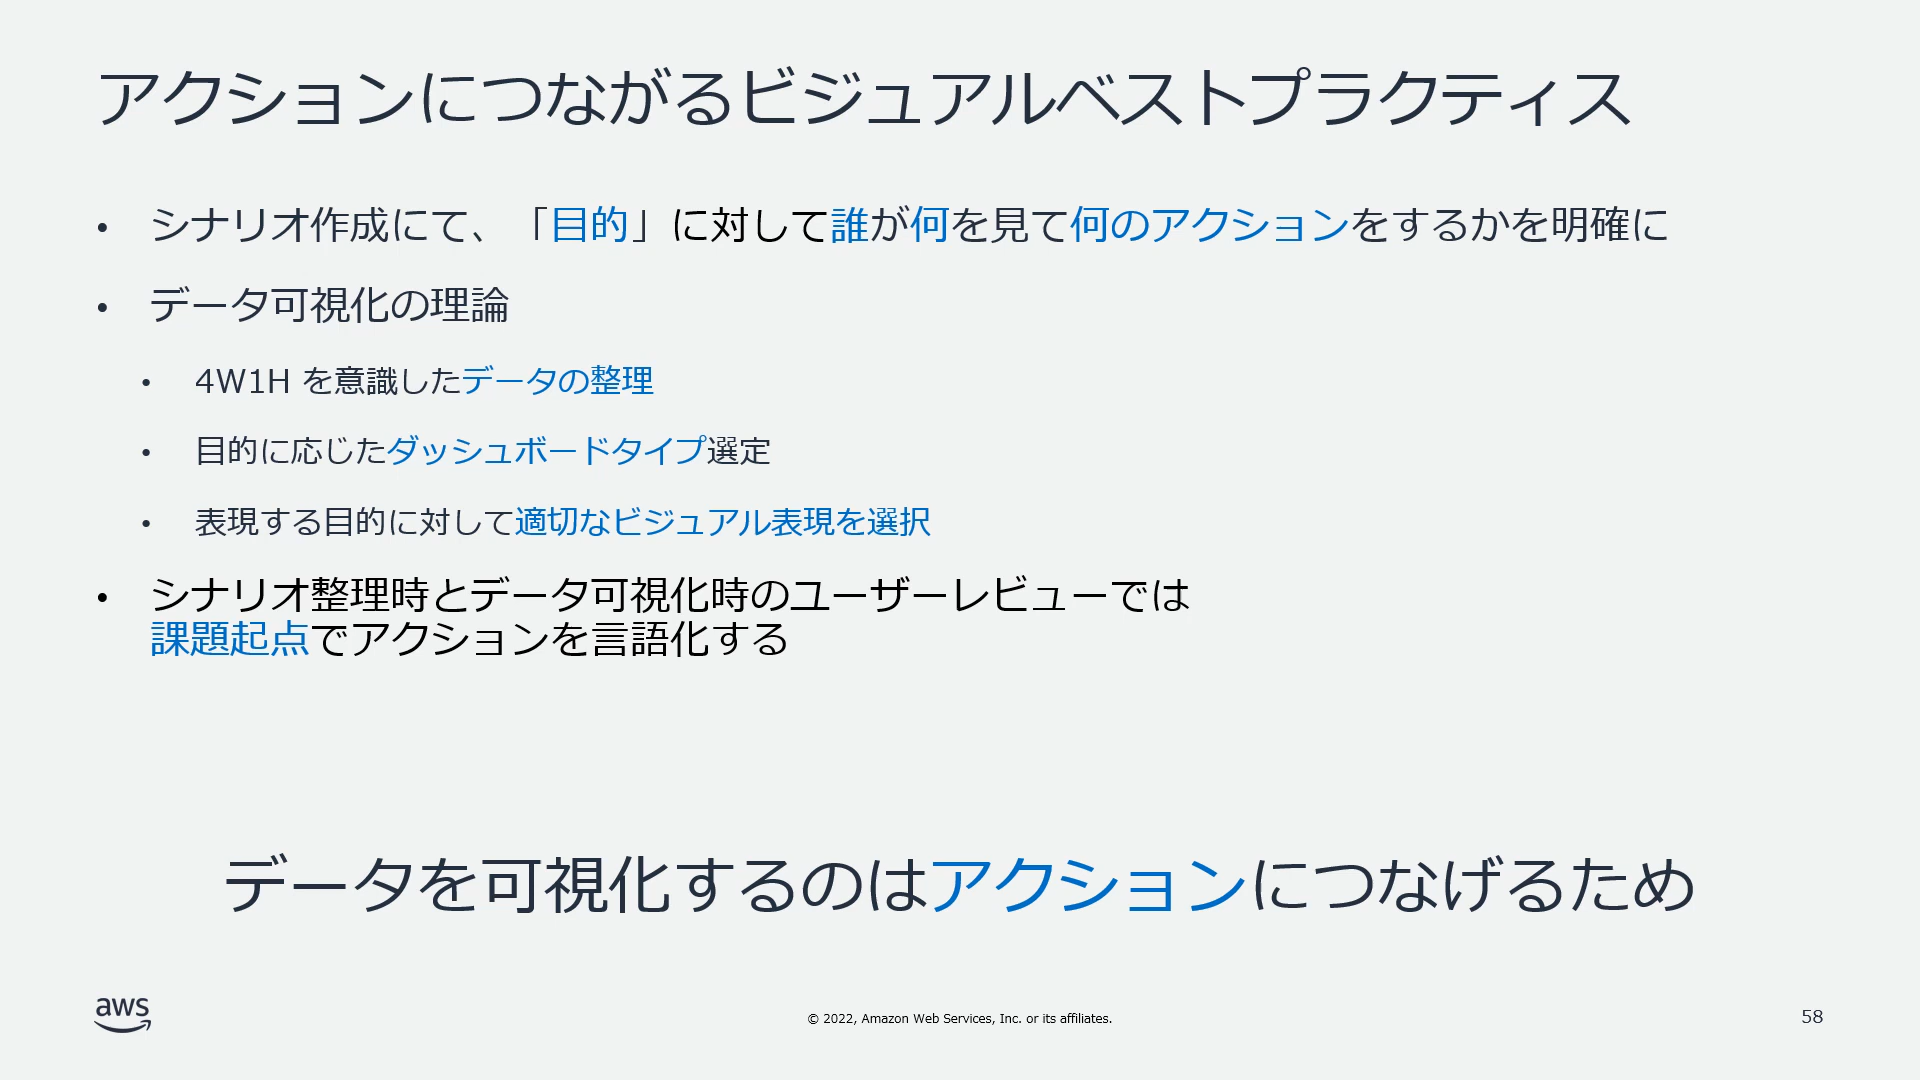 アクションにつながるビジュアルベストプラクティス
• シナリオ作成にて、「目的」に対して誰が何を見て何のアクションをするかを明確に
• データ可視化の理論
• 4W1H を意識したデータの整理
• 目的に応じたダッシュボードタイプ選定
• 表現する目的に対して適切なビジュアル表現を選択
• シナリオ整理時とデータ可視化時のユーザーレビューでは
課題起点でアクションを言語化する
データを可視化するのはアクションにつなげるため
aws
© 2022, Amazon Web Services, Inc. or its affiliates.
58